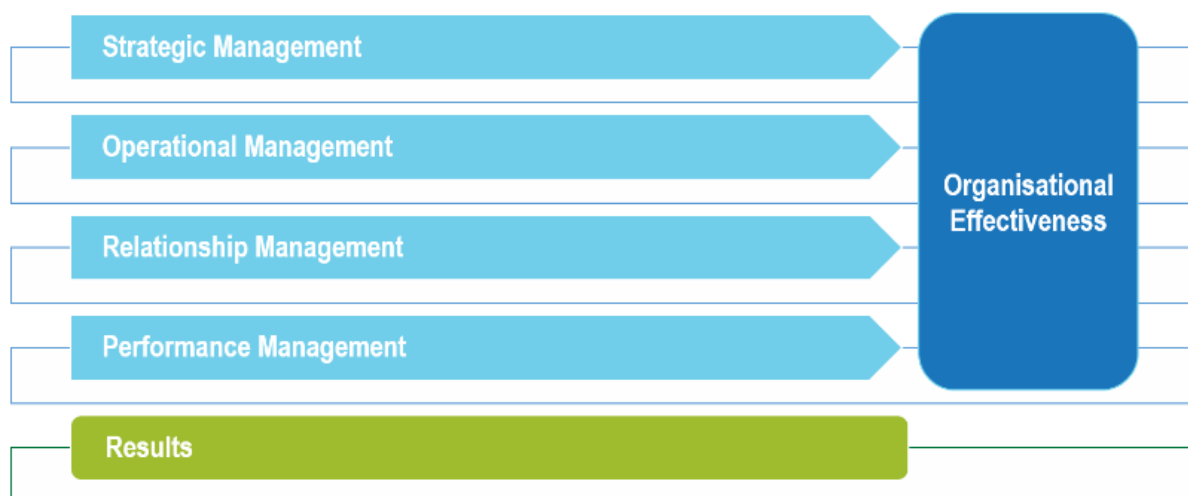 Strategic Management
Operational Management
Organisational
Effectiveness
Relationship Management
Performance Management
Results